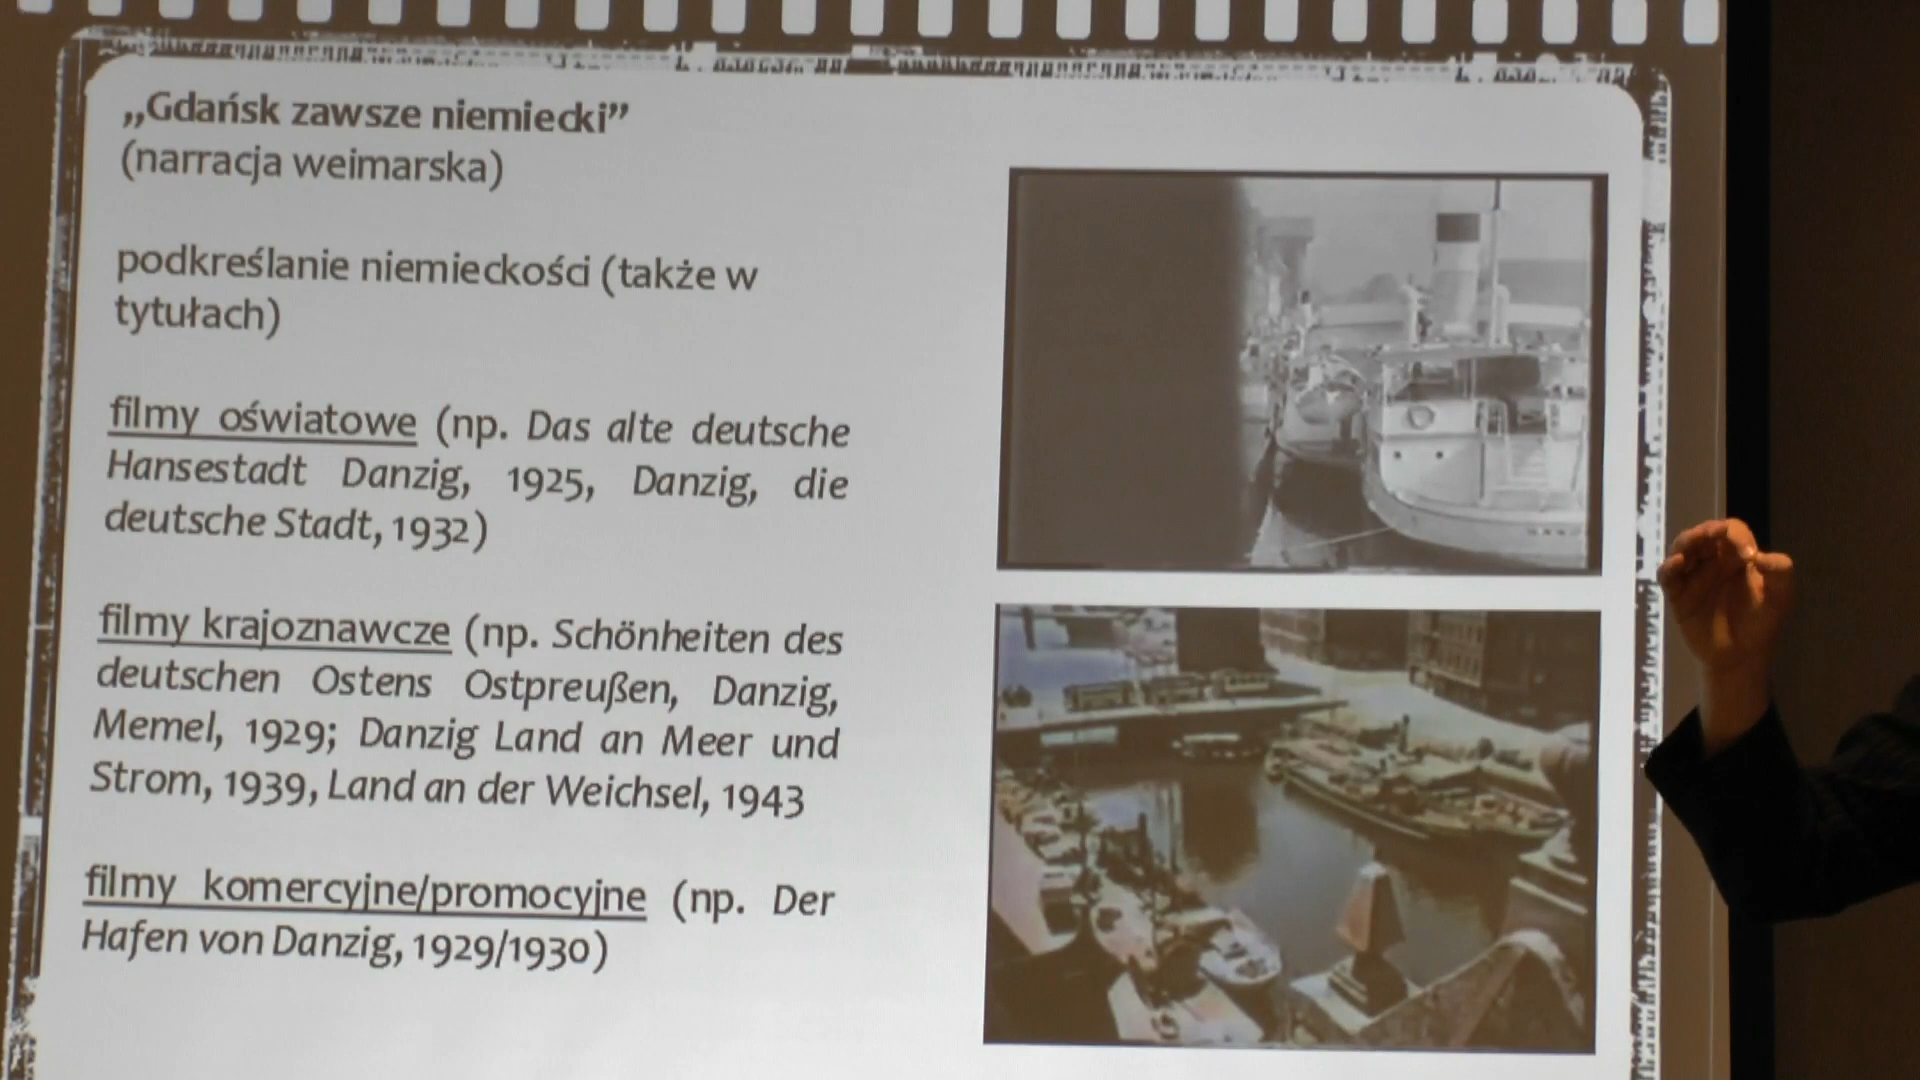 „Gdańsk zawsze niemiecki”
(narracja weimarska)
podkreślanie niemieckości (także w
tytułach)
filmy oświatowe (np. Das alte deutsche
Hansestadt Danzig, 1925, Danzig, die
deutsche Stadt, 1932)
filmy krajoznawcze (np. Schönheiten des
deutschen Ostens Ostpreußen, Danzig,
Memel, 1929; Danzig Land an Meer und
Strom, 1939, Land an der Weichsel, 1943
filmy komercyjne/promocyjne (np. Der
Hafen von Danzig, 1929/1930)